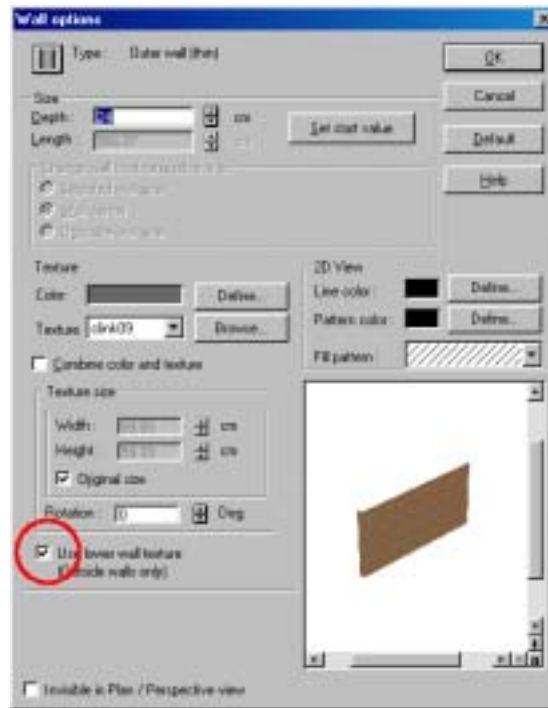 Wall options
Type: Outer wall (thin)
OK
Cancel
Default
Help
Size
Depth: cm
Length: cm
Set start value
Texture
Color: Define...
Texture: Browse...
Combine color and texture
Texture size
Width: cm
Height: cm
Original size
Rotation: 0 Deg
Use lower wall texture
(Outside walls only)
2D View
Line color: Define...
Pattern color: Define...
Fill pattern:
Invisible in Plan / Perspective view